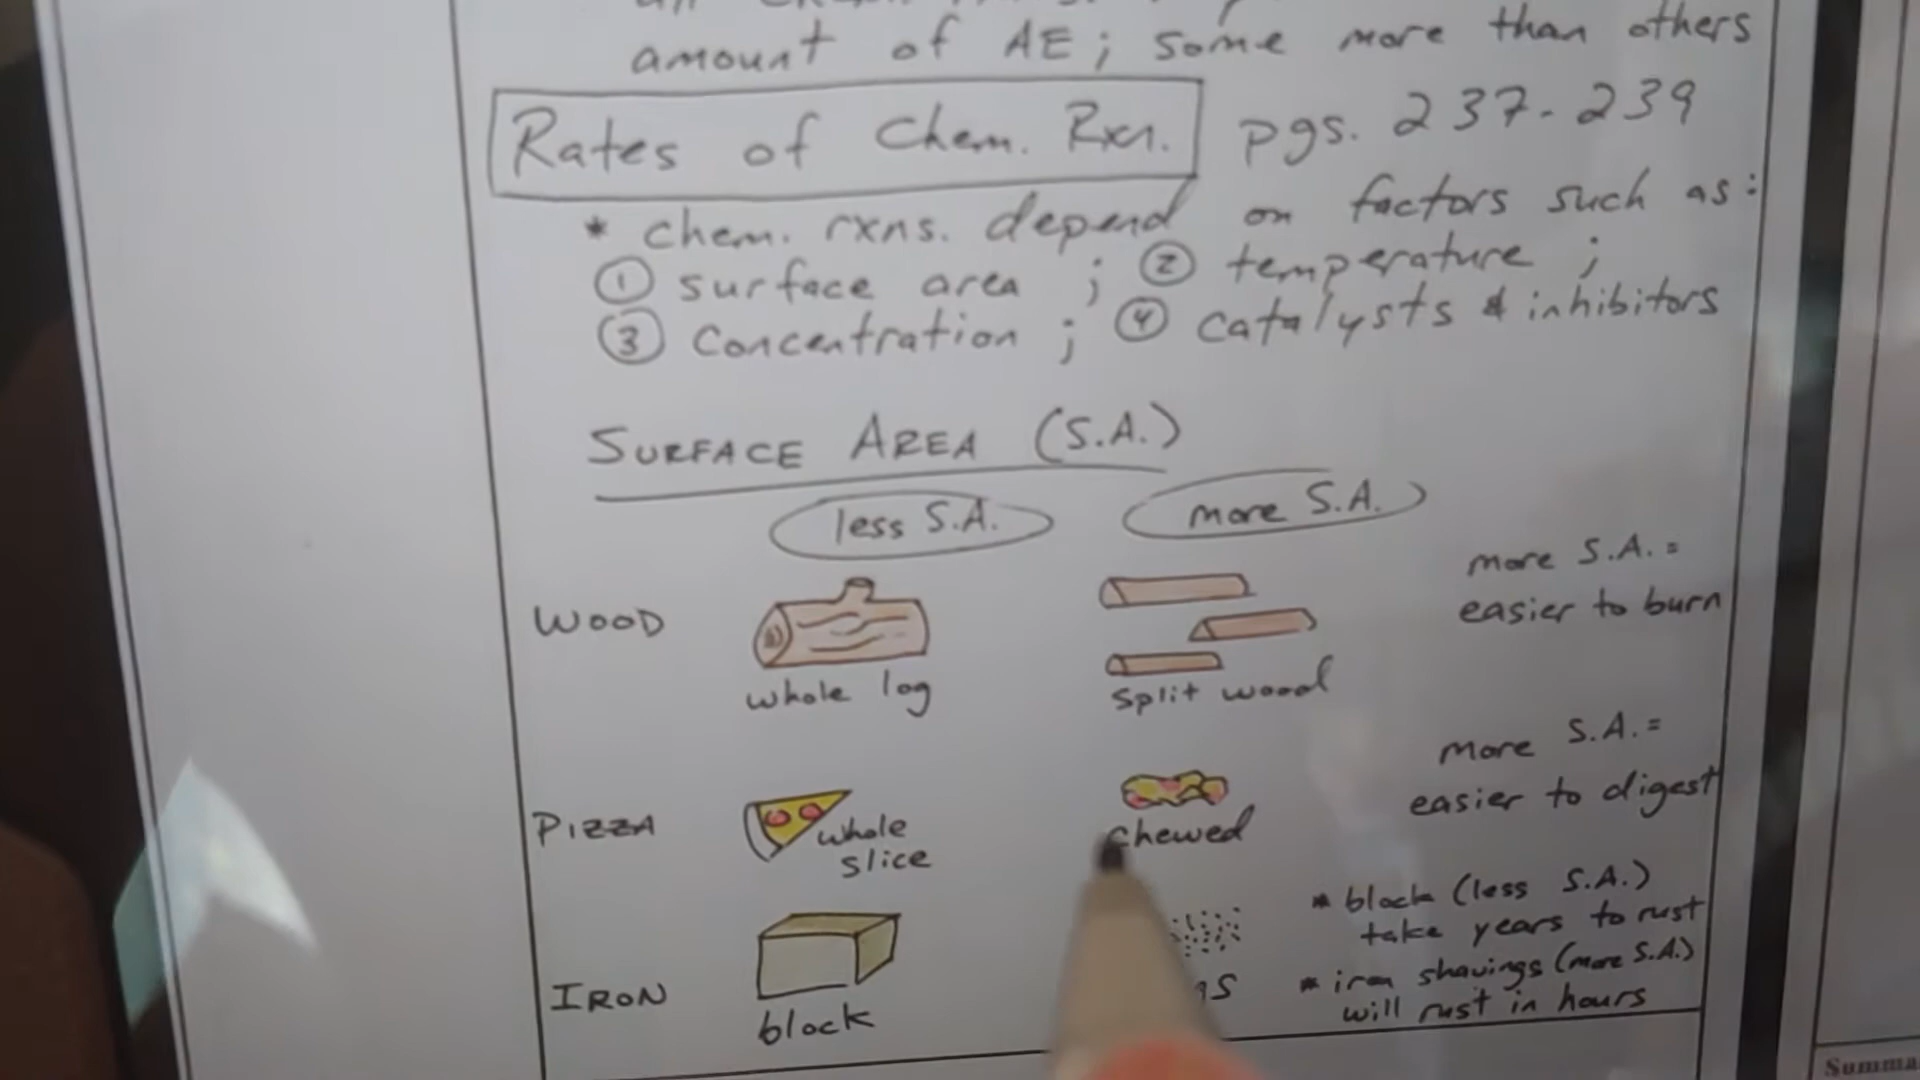 amount of AE; some more than others
Rates of Chem. Rxn. pgs. 237-239
* chem. rxns. depend on factors such as:
① surface area ; ② temperature ;
③ concentration ; ④ catalysts & inhibitors
SURFACE AREA (S.A.)
less S.A. more S.A.
WOOD
whole log
split wood
more S.A. =
easier to burn
PIZZA
whole
slice
chewed
more S.A. =
easier to digest
IRON
block
* block (less S.A.)
take years to rust
* iron shavings (more S.A.)
will rust in hours